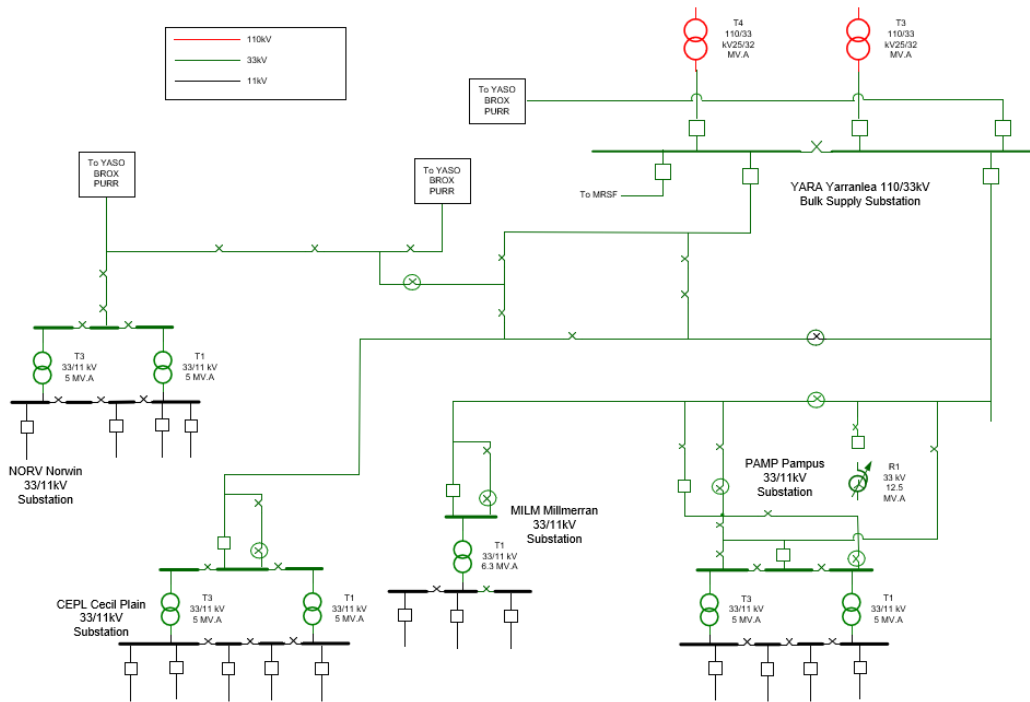 110kV
33kV
11kV
T4
110/33
kV25/32
MV.A
T3
110/33
kV25/32
MV.A
To YASO
BROX
PURR
To YASO
BROX
PURR
To YASO
BROX
PURR
To MRSF
YARA Yarranlea 110/33kV
Bulk Supply Substation
T3
33/11 kV
5 MV.A
T1
33/11 kV
5 MV.A
NORV Norwin
33/11kV
Substation
PAMP Pampus
33/11kV
Substation
R1
33 kV
12.5
MV.A
MILM Millmerran
33/11kV
Substation
T1
33/11 kV
6.3 MV.A
CEPL Cecil Plain
33/11kV
Substation
T3
33/11 kV
5 MV.A
T1
33/11 kV
5 MV.A
T3
33/11 kV
5 MV.A
T1
33/11 kV
5 MV.A